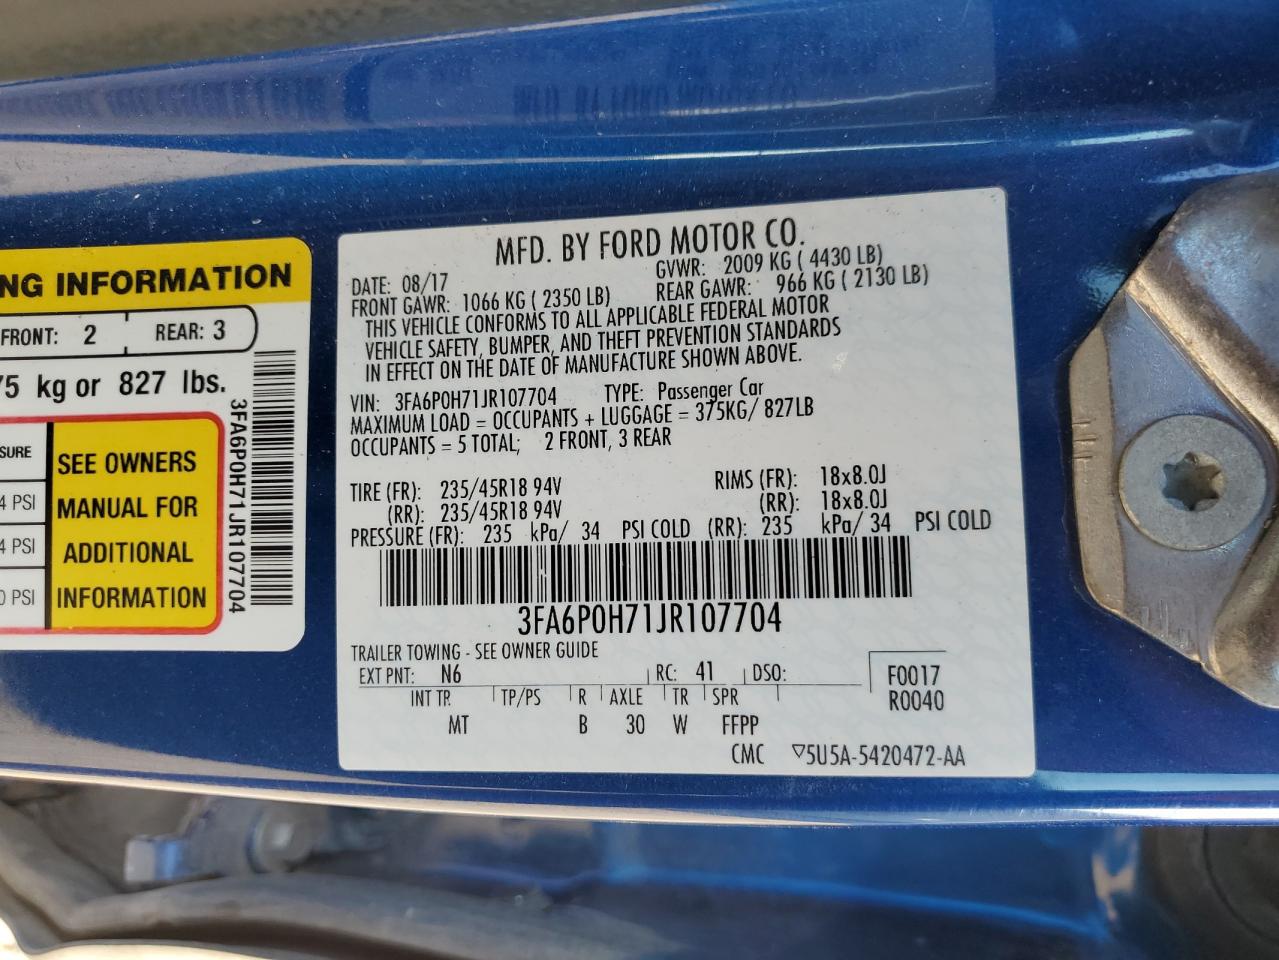 NG INFORMATION
FRONT: 2 REAR: 3
75 kg or 827 lbs.
SURE
4 PSI
4 PSI
0 PSI
SEE OWNERS
MANUAL FOR
ADDITIONAL
INFORMATION
3FA6P0H71JR107704
MFD. BY FORD MOTOR CO.
DATE: 08/17 GVWR: 2009 KG ( 4430 LB)
FRONT GAWR: 1066 KG ( 2350 LB) REAR GAWR: 966 KG ( 2130 LB)
THIS VEHICLE CONFORMS TO ALL APPLICABLE FEDERAL MOTOR
VEHICLE SAFETY, BUMPER, AND THEFT PREVENTION STANDARDS
IN EFFECT ON THE DATE OF MANUFACTURE SHOWN ABOVE.
VIN: 3FA6P0H71JR107704 TYPE: Passenger Car
MAXIMUM LOAD = OCCUPANTS + LUGGAGE = 375KG/ 827LB
OCCUPANTS = 5 TOTAL; 2 FRONT, 3 REAR
TIRE (FR): 235/45R18 94V RIMS (FR): 18x8.0J
(RR): 235/45R18 94V (RR): 18x8.0J
PRESSURE (FR): 235 kPa/ 34 PSI COLD (RR): 235 kPa/ 34 PSI COLD
3FA6P0H71JR107704
TRAILER TOWING - SEE OWNER GUIDE
EXT PNT: N6 RC: 41 DSO: F0017
INT TR TP/PS R AXLE TR SPR R0040
MT B 30 W FFPP
CMC ▽5U5A-5420472-AA